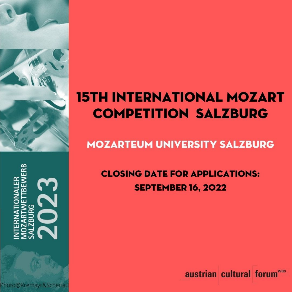 15TH INTERNATIONAL MOZART
COMPETITION SALZBURG
MOZARTEUM UNIVERSITY SALZBURG
CLOSING DATE FOR APPLICATIONS:
SEPTEMBER 16, 2022
INTERNATIONALER
MOZARTWETTBEWERB
SALZBURG
2023
austrian cultural forum